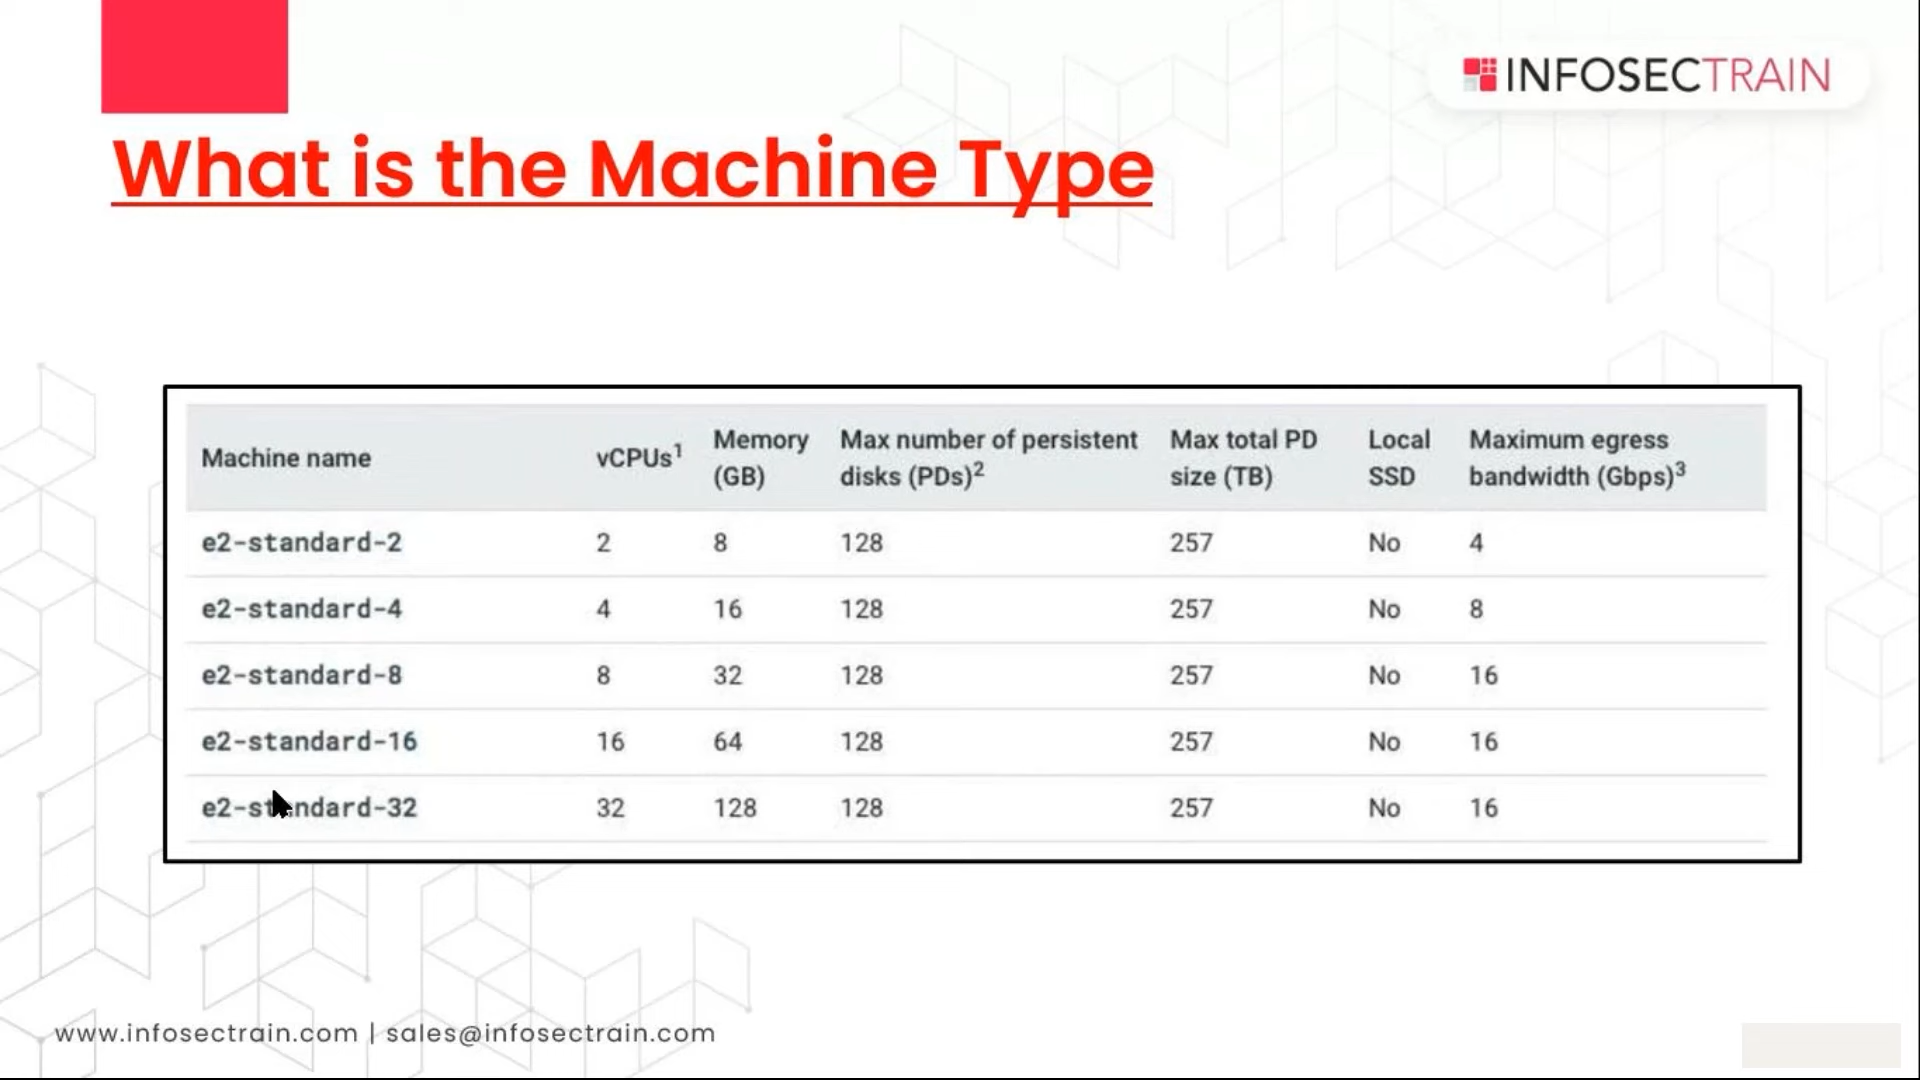 INFOSECTRAIN
What is the Machine Type
Machine name vCPUs¹ Memory (GB) Max number of persistent disks (PDs)² Max total PD size (TB) Local SSD Maximum egress bandwidth (Gbps)³
e2-standard-2 2 8 128 257 No 4
e2-standard-4 4 16 128 257 No 8
e2-standard-8 8 32 128 257 No 16
e2-standard-16 16 64 128 257 No 16
e2-standard-32 32 128 128 257 No 16
www.infosectrain.com | sales@infosectrain.com